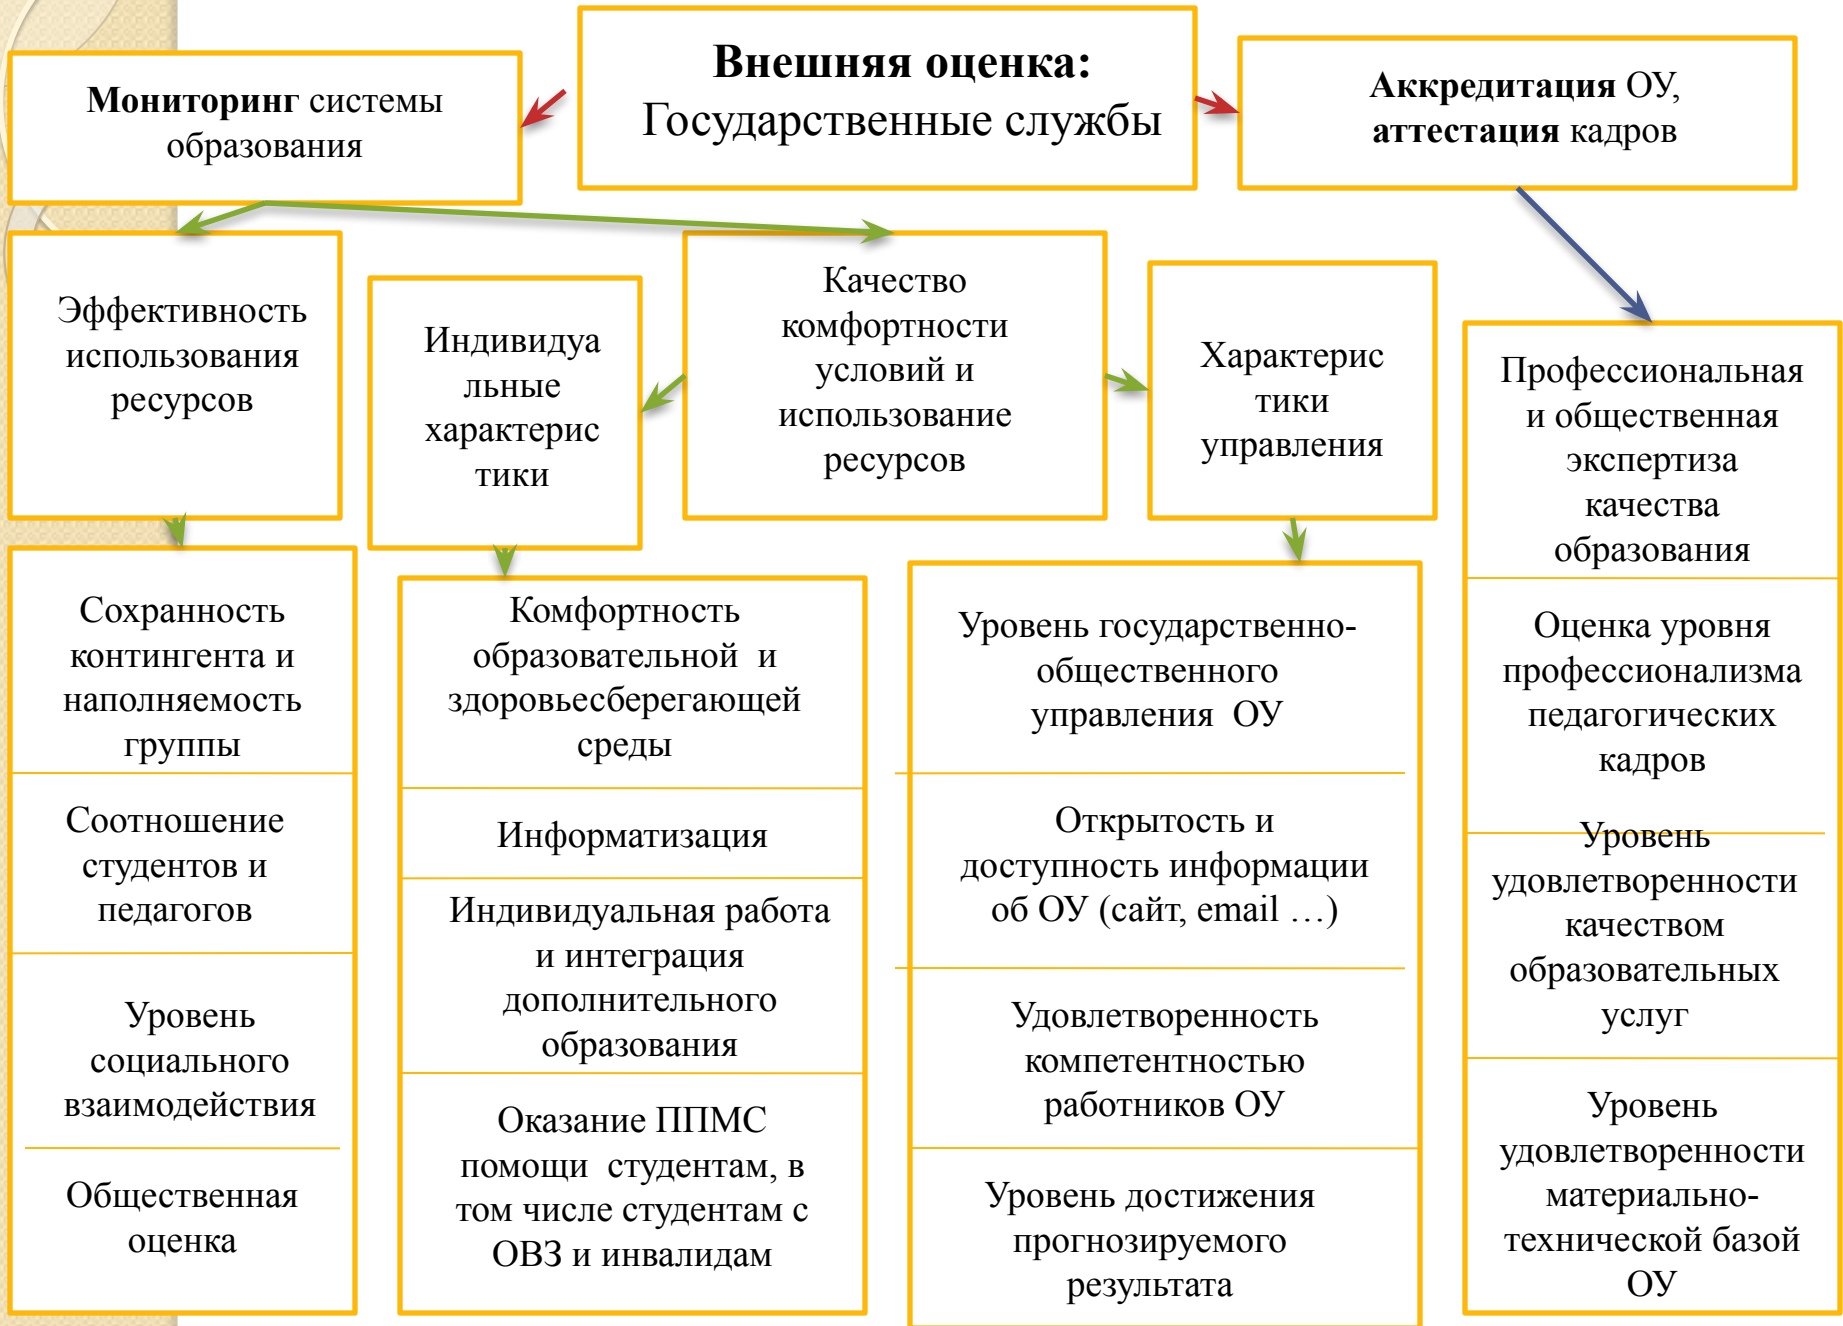 Внешняя оценка:
Государственные службы
Мониторинг системы
образования
Аккредитация ОУ,
аттестация кадров
Эффективность
использования
ресурсов
Индивидуа
льные
характерис
тики
Качество
комфортности
условий и
использование
ресурсов
Характерис
тики
управления
Профессиональная
и общественная
экспертиза
качества
образования
Оценка уровня
профессионализма
педагогических
кадров
Уровень
удовлетворенности
качеством
образовательных
услуг
Уровень
удовлетворенности
материально-
технической базой
ОУ
Сохранность
контингента и
наполняемость
группы
Соотношение
студентов и
педагогов
Уровень
социального
взаимодействия
Общественная
оценка
Комфортность
образовательной и
здоровьесберегающей
среды
Информатизация
Индивидуальная работа
и интеграция
дополнительного
образования
Оказание ППМС
помощи студентам, в
том числе студентам с
ОВЗ и инвалидам
Уровень государственно-
общественного
управления ОУ
Открытость и
доступность информации
об ОУ (сайт, email …)
Удовлетворенность
компетентностью
работников ОУ
Уровень достижения
прогнозируемого
результата